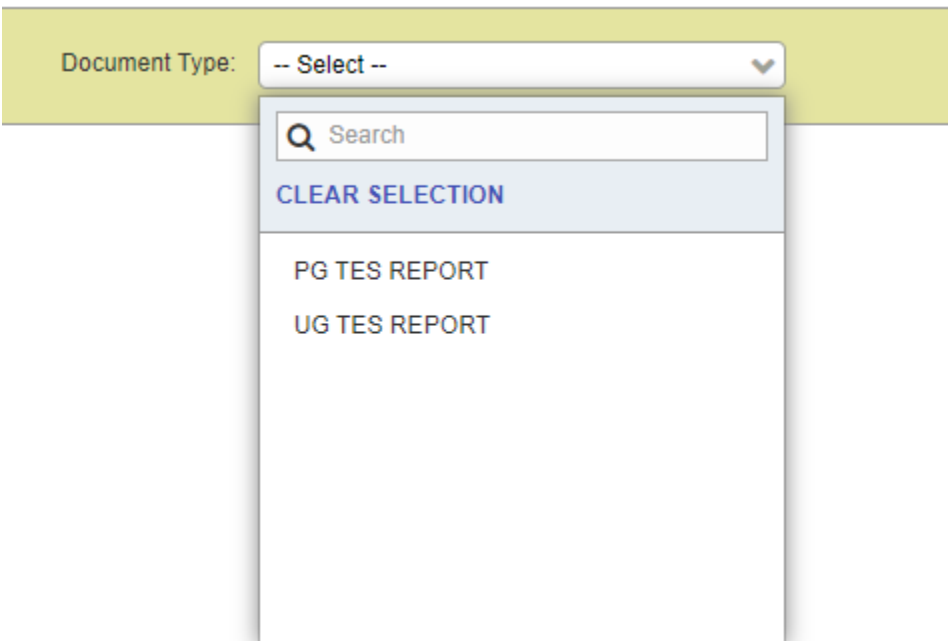 Document Type: -- Select --
Search
CLEAR SELECTION
PG TES REPORT
UG TES REPORT